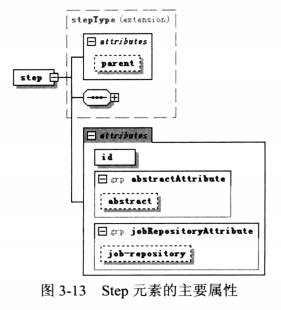 stepType (extension)
attributes
parent
step
attributes
id
grp abstractAttribute
abstract
grp jobRepositoryAttribute
job-repository
图 3-13 Step 元素的主要属性